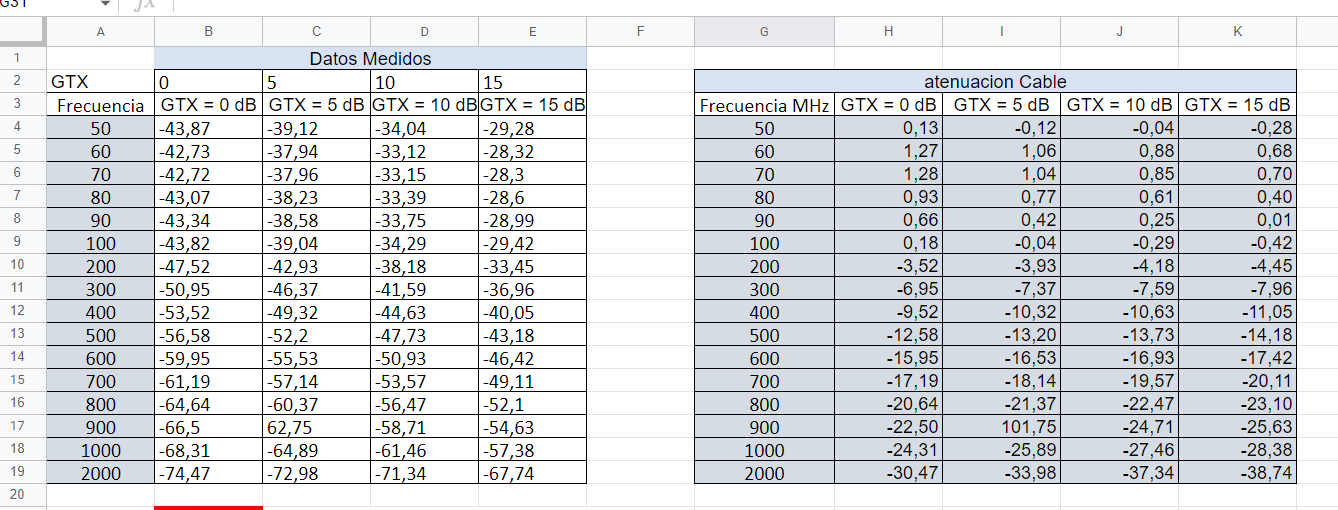 G31
fx
A B C D E F G H I J K
1 Datos Medidos
2 GTX 0 5 10 15 atenuacion Cable
3 Frecuencia GTX = 0 dB GTX = 5 dB GTX = 10 dB GTX = 15 dB Frecuencia MHz GTX = 0 dB GTX = 5 dB GTX = 10 dB GTX = 15 dB
4 50 -43,87 -39,12 -34,04 -29,28 50 0,13 -0,12 -0,04 -0,28
5 60 -42,73 -37,94 -33,12 -28,32 60 1,27 1,06 0,88 0,68
6 70 -42,72 -37,96 -33,15 -28,3 70 1,28 1,04 0,85 0,70
7 80 -43,07 -38,23 -33,39 -28,6 80 0,93 0,77 0,61 0,40
8 90 -43,34 -38,58 -33,75 -28,99 90 0,66 0,42 0,25 0,01
9 100 -43,82 -39,04 -34,29 -29,42 100 0,18 -0,04 -0,29 -0,42
10 200 -47,52 -42,93 -38,18 -33,45 200 -3,52 -3,93 -4,18 -4,45
11 300 -50,95 -46,37 -41,59 -36,96 300 -6,95 -7,37 -7,59 -7,96
12 400 -53,52 -49,32 -44,63 -40,05 400 -9,52 -10,32 -10,63 -11,05
13 500 -56,58 -52,2 -47,73 -43,18 500 -12,58 -13,20 -13,73 -14,18
14 600 -59,95 -55,53 -50,93 -46,42 600 -15,95 -16,53 -16,93 -17,42
15 700 -61,19 -57,14 -53,57 -49,11 700 -17,19 -18,14 -19,57 -20,11
16 800 -64,64 -60,37 -56,47 -52,1 800 -20,64 -21,37 -22,47 -23,10
17 900 -66,5 62,75 -58,71 -54,63 900 -22,50 101,75 -24,71 -25,63
18 1000 -68,31 -64,89 -61,46 -57,38 1000 -24,31 -25,89 -27,46 -28,38
19 2000 -74,47 -72,98 -71,34 -67,74 2000 -30,47 -33,98 -37,34 -38,74
20